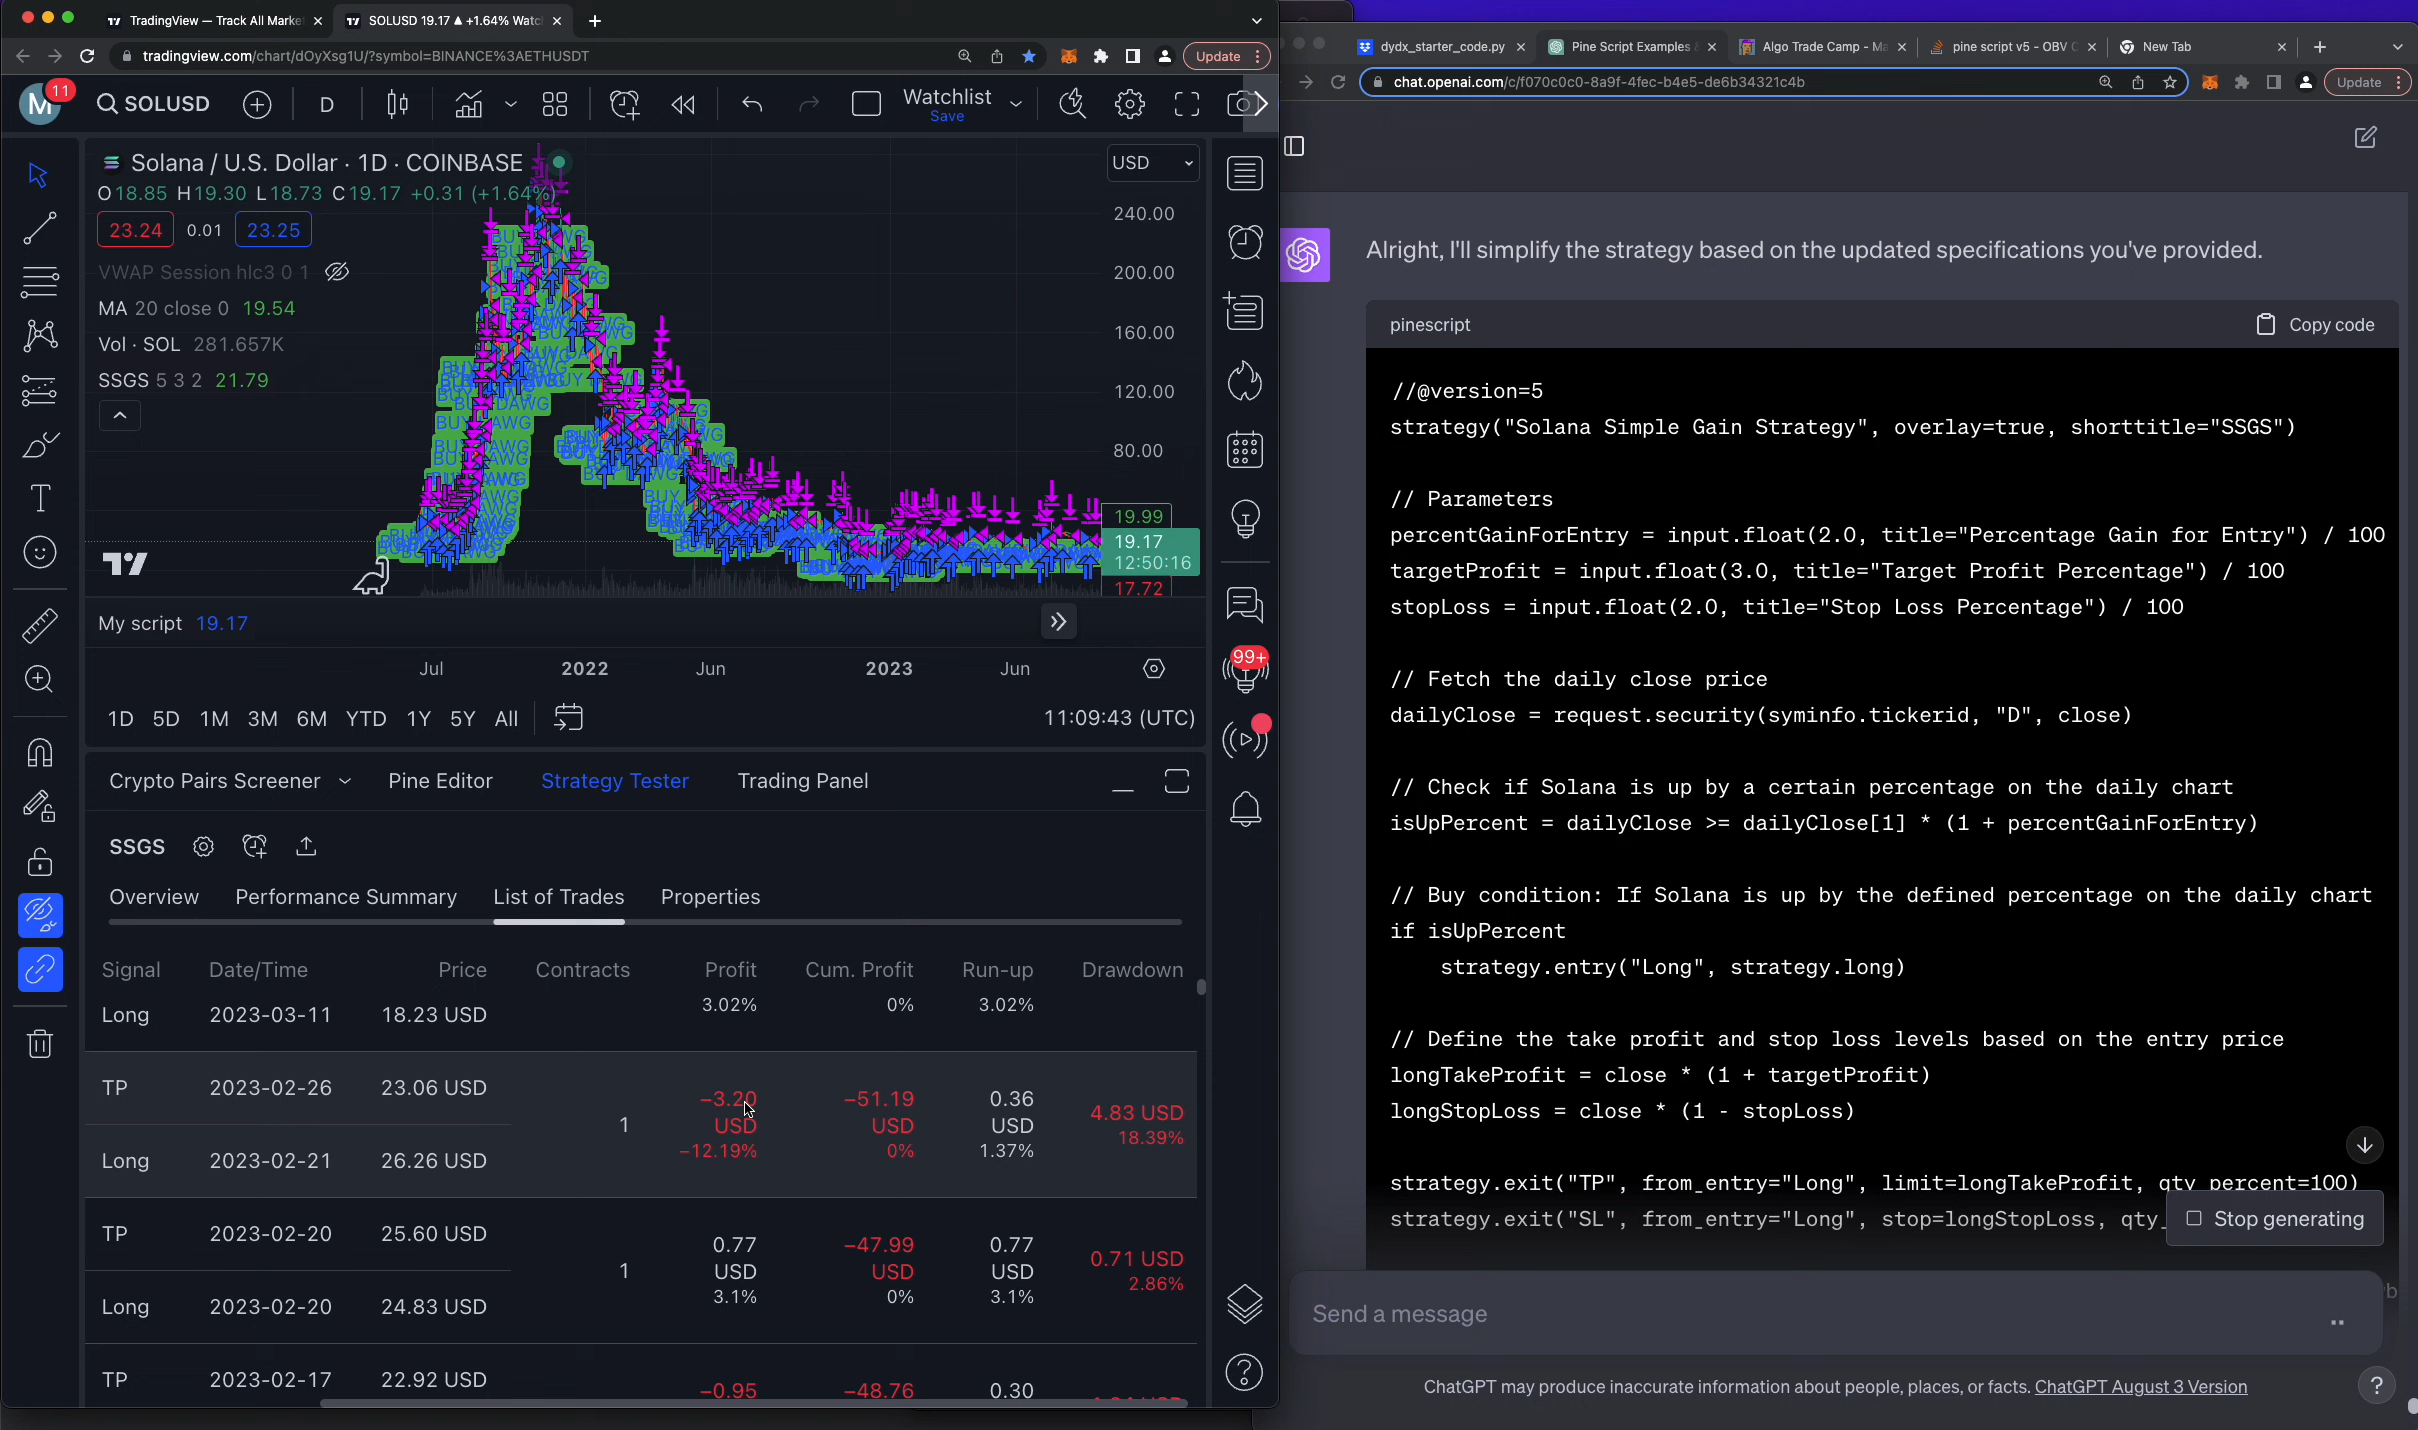 TradingView — Track All Marke
SOLUSD 19.17 ▲ +1.64% Watc
tradingview.com/chart/dOyXsg1U/?symbol=BINANCE%3AETHUSDT
Update
M
11
SOLUSD
D
Watchlist
Save
Solana / U.S. Dollar · 1D · COINBASE
USD
O18.85 H19.30 L18.73 C19.17 +0.31 (+1.64%)
23.24
0.01
23.25
VWAP Session hlc3 0 1
MA 20 close 0 19.54
Vol · SOL 281.657K
SSGS 5 3 2 21.79
240.00
200.00
160.00
120.00
80.00
19.99
19.17
12:50:16
17.72
My script 19.17
Jul
2022
Jun
2023
Jun
1D 5D 1M 3M 6M YTD 1Y 5Y All
11:09:43 (UTC)
99+
Crypto Pairs Screener
Pine Editor
Strategy Tester
Trading Panel
SSGS
Overview
Performance Summary
List of Trades
Properties
Signal Date/Time Price Contracts Profit Cum. Profit Run-up Drawdown
3.02% 0% 3.02%
Long 2023-03-11 18.23 USD
TP 2023-02-26 23.06 USD
Long 2023-02-21 26.26 USD
1
−3.20 USD −12.19%
−51.19 USD 0%
0.36 USD 1.37%
4.83 USD 18.39%
TP 2023-02-20 25.60 USD
Long 2023-02-20 24.83 USD
1
0.77 USD 3.1%
−47.99 USD 0%
0.77 USD 3.1%
0.71 USD 2.86%
TP 2023-02-17 22.92 USD
−0.95
−48.76
0.30
dydx_starter_code.py
Pine Script Examples &
Algo Trade Camp - Ma
pine script v5 - OBV C
New Tab
chat.openai.com/c/f070c0c0-8a9f-4fec-b4e5-de6b34321c4b
Update
Alright, I'll simplify the strategy based on the updated specifications you've provided.
pinescript
Copy code
//@version=5
strategy("Solana Simple Gain Strategy", overlay=true, shorttitle="SSGS")
// Parameters
percentGainForEntry = input.float(2.0, title="Percentage Gain for Entry") / 100
targetProfit = input.float(3.0, title="Target Profit Percentage") / 100
stopLoss = input.float(2.0, title="Stop Loss Percentage") / 100
// Fetch the daily close price
dailyClose = request.security(syminfo.tickerid, "D", close)
// Check if Solana is up by a certain percentage on the daily chart
isUpPercent = dailyClose >= dailyClose[1] * (1 + percentGainForEntry)
// Buy condition: If Solana is up by the defined percentage on the daily chart
if isUpPercent
    strategy.entry("Long", strategy.long)
// Define the take profit and stop loss levels based on the entry price
longTakeProfit = close * (1 + targetProfit)
longStopLoss = close * (1 - stopLoss)
strategy.exit("TP", from_entry="Long", limit=longTakeProfit, qty_percent=100)
strategy.exit("SL", from_entry="Long", stop=longStopLoss, qty_
Stop generating
Send a message
ChatGPT may produce inaccurate information about people, places, or facts. ChatGPT August 3 Version
?